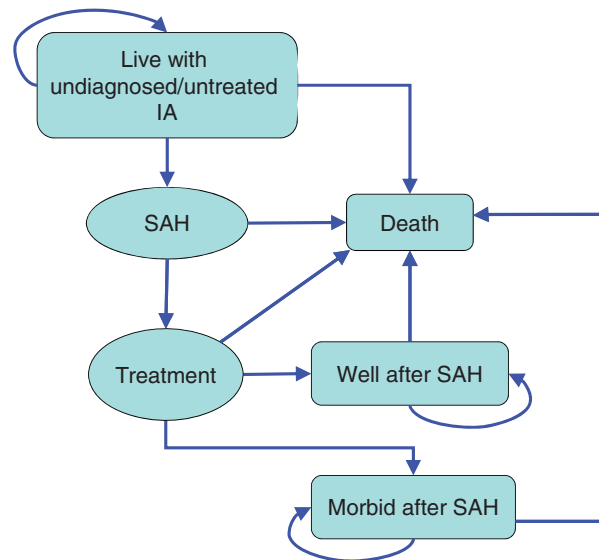 Live with
undiagnosed/untreated
IA
SAH
Death
Treatment
Well after SAH
Morbid after SAH